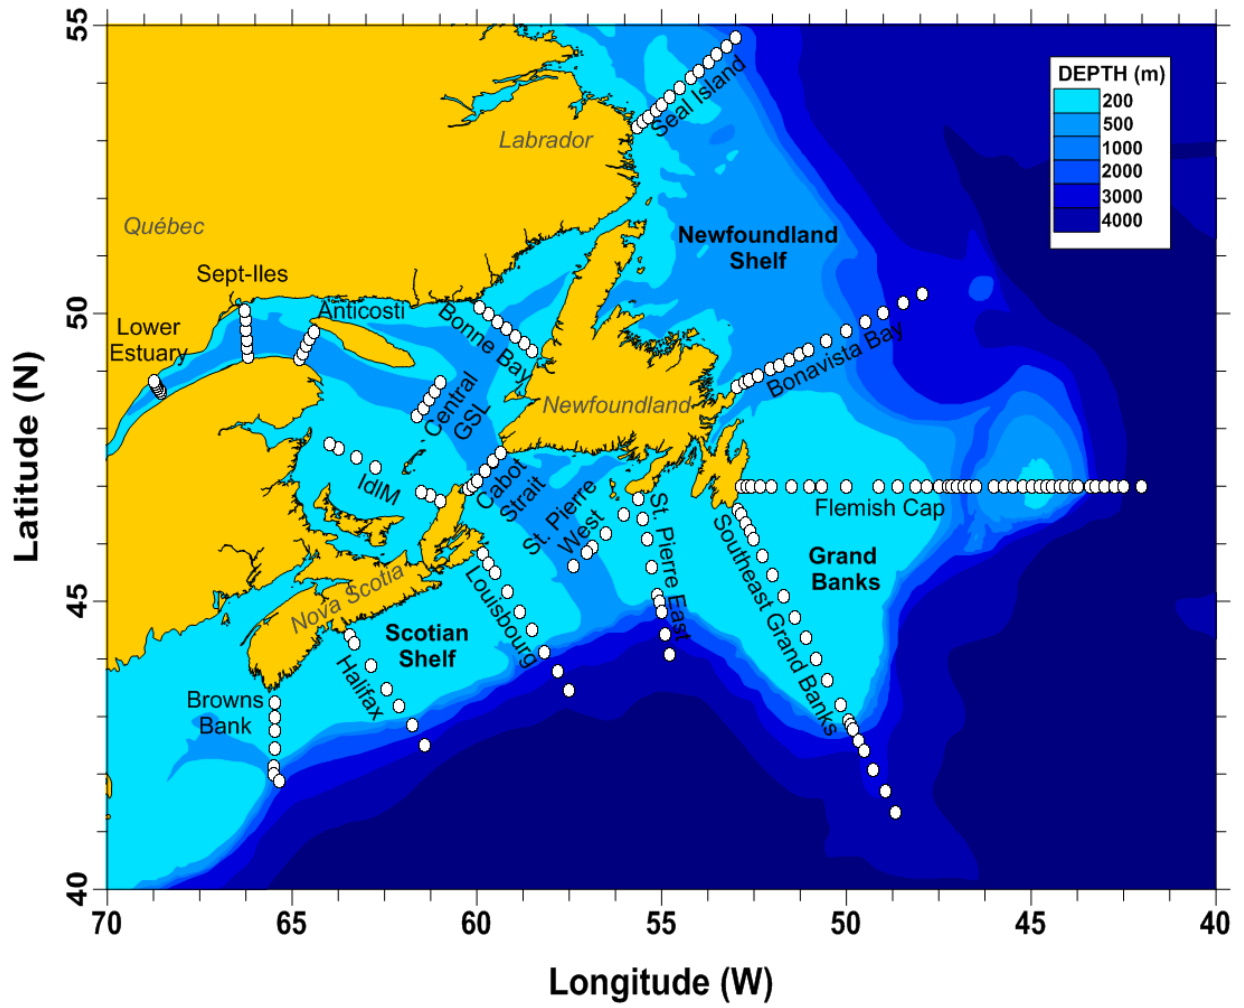 55
50
45
40
Latitude (N)
70
65
60
55
50
45
40
Longitude (W)
DEPTH (m)
200
500
1000
2000
3000
4000
Seal Island
Labrador
Québec
Newfoundland
Shelf
Sept-Iles
Anticosti
Lower
Estuary
Bonne Bay
Bonavista Bay
Central
GSL
Newfoundland
IdlM
Cabot
Strait
St. Pierre
West
St. Pierre East
Flemish Cap
Southeast Grand Banks
Grand
Banks
Nova Scotia
Louisbourg
Scotian
Shelf
Halifax
Browns
Bank